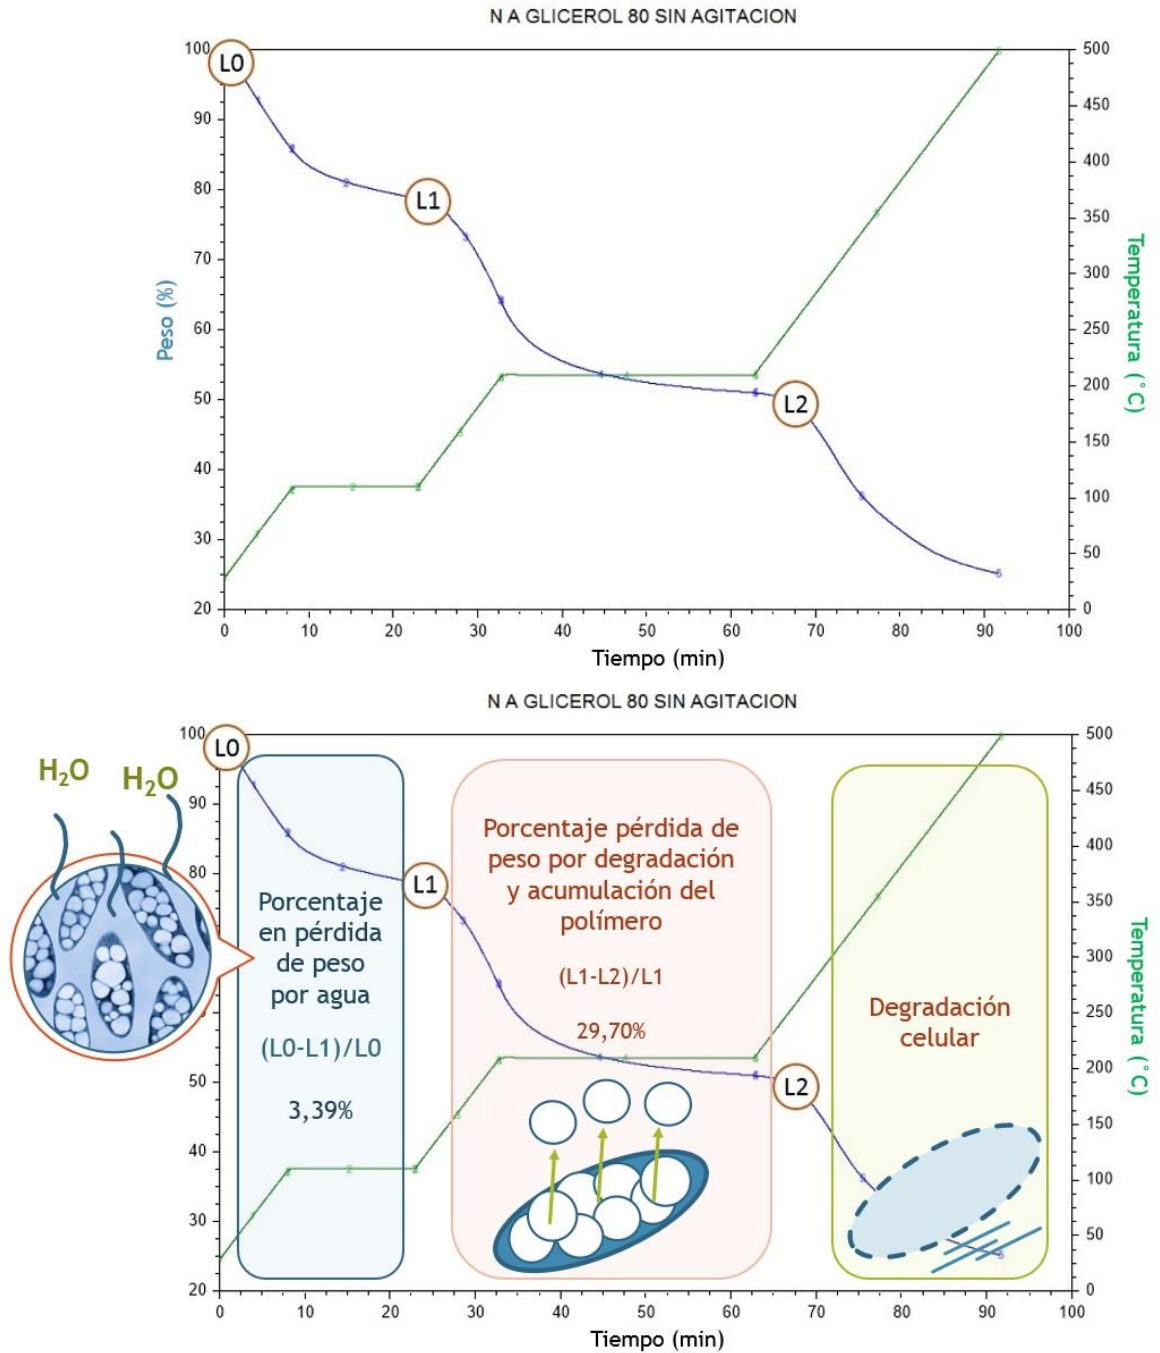 N A GLICEROL 80 SIN AGITACION
100
90
80
70
60
50
40
30
20
Peso (%)
L0
L1
L2
500
450
400
350
300
250
200
150
100
50
0
Temperatura (°C)
0 10 20 30 40 50 60 70 80 90 100
Tiempo (min)
N A GLICEROL 80 SIN AGITACION
H₂O H₂O
100
90
80
50
40
30
20
L0
L1
L2
Porcentaje
en pérdida
de peso
por agua
(L0-L1)/L0
3,39%
Porcentaje pérdida de
peso por degradación
y acumulación del
polímero
(L1-L2)/L1
29,70%
Degradación
celular
500
450
400
350
300
250
200
150
100
50
0
Temperatura (°C)
0 10 20 30 40 50 60 70 80 90 100
Tiempo (min)